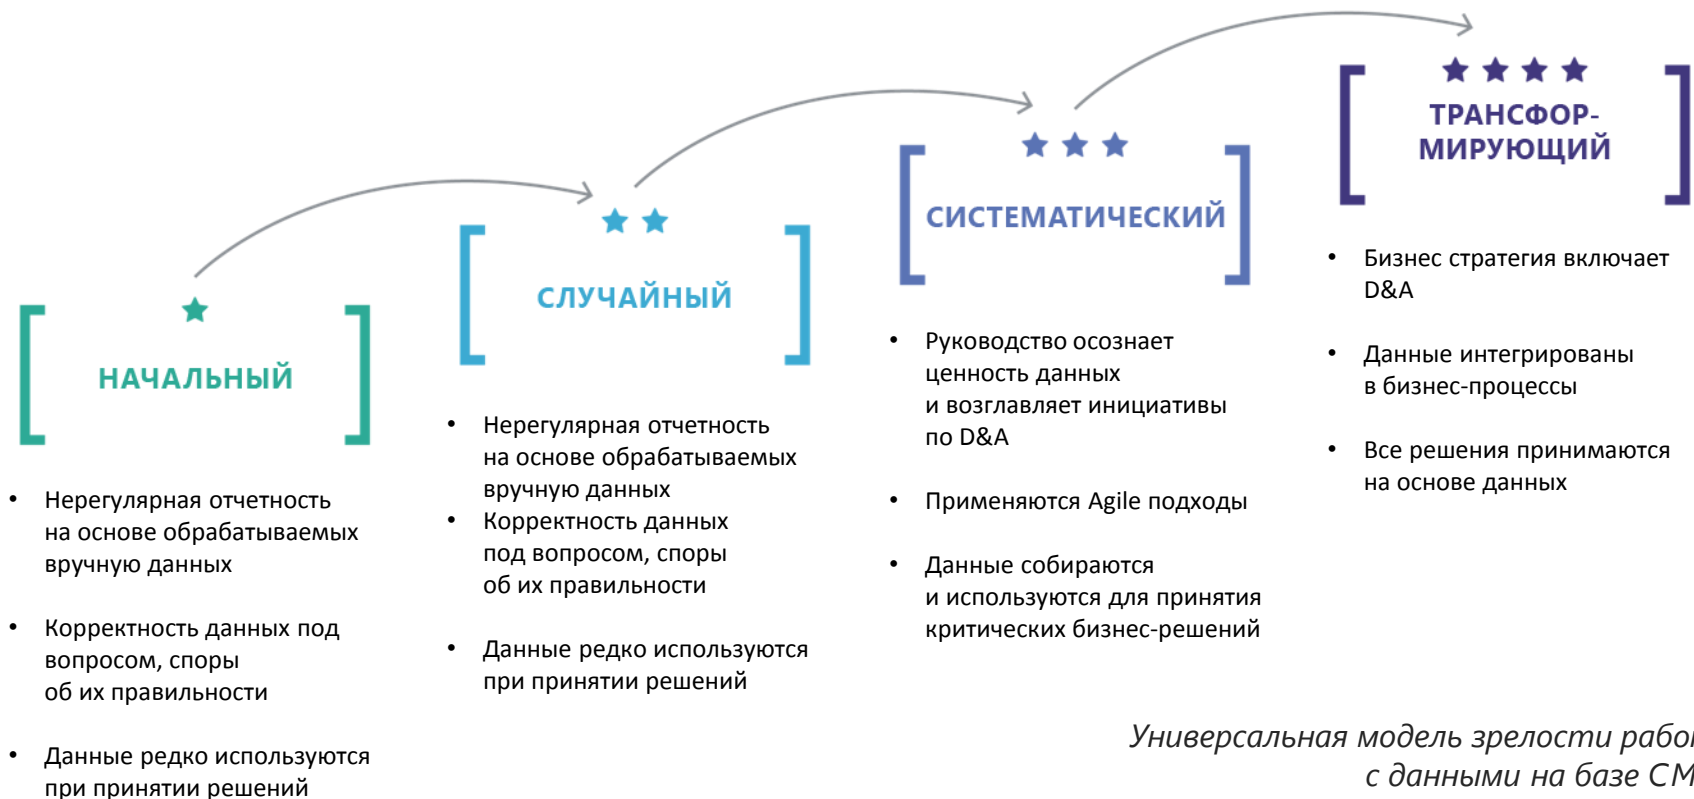 НАЧАЛЬНЫЙ
• Нерегулярная отчетность
на основе обрабатываемых
вручную данных
• Корректность данных под
вопросом, споры
об их правильности
• Данные редко используются
при принятии решений
СЛУЧАЙНЫЙ
• Нерегулярная отчетность
на основе обрабатываемых
вручную данных
• Корректность данных
под вопросом, споры
об их правильности
• Данные редко используются
при принятии решений
СИСТЕМАТИЧЕСКИЙ
• Руководство осознает
ценность данных
и возглавляет инициативы
по D&A
• Применяются Agile подходы
• Данные собираются
и используются для принятия
критических бизнес-решений
ТРАНСФОР-
МИРУЮЩИЙ
• Бизнес стратегия включает
D&A
• Данные интегрированы
в бизнес-процессы
• Все решения принимаются
на основе данных
Универсальная модель зрелости
с данными на базе